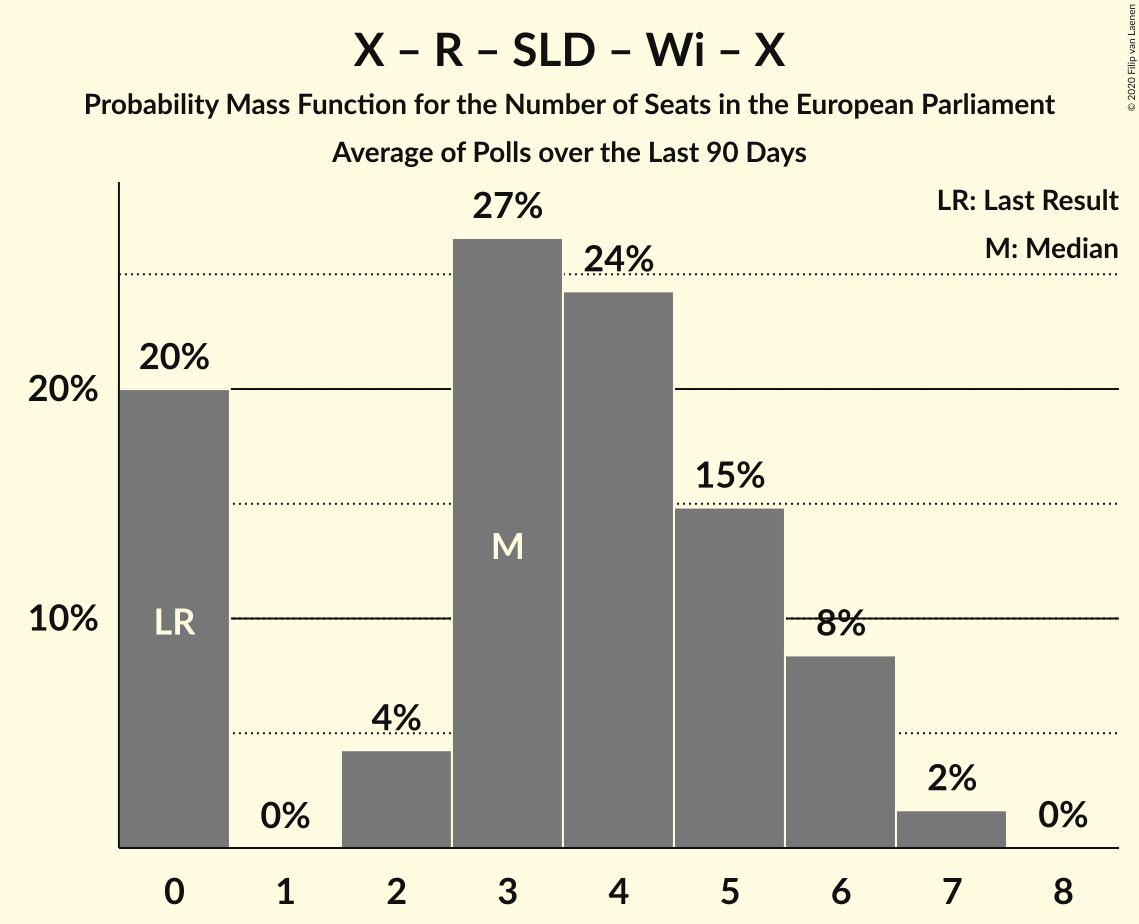 X – R – SLD – Wi – X
Probability Mass Function for the Number of Seats in the European Parliament
Average of Polls over the Last 90 Days
© 2020 Filip van Laenen
LR: Last Result
M: Median
27%
24%
20%
20%
15%
M
10%
LR
8%
4%
2%
0%
0%
0 1 2 3 4 5 6 7 8